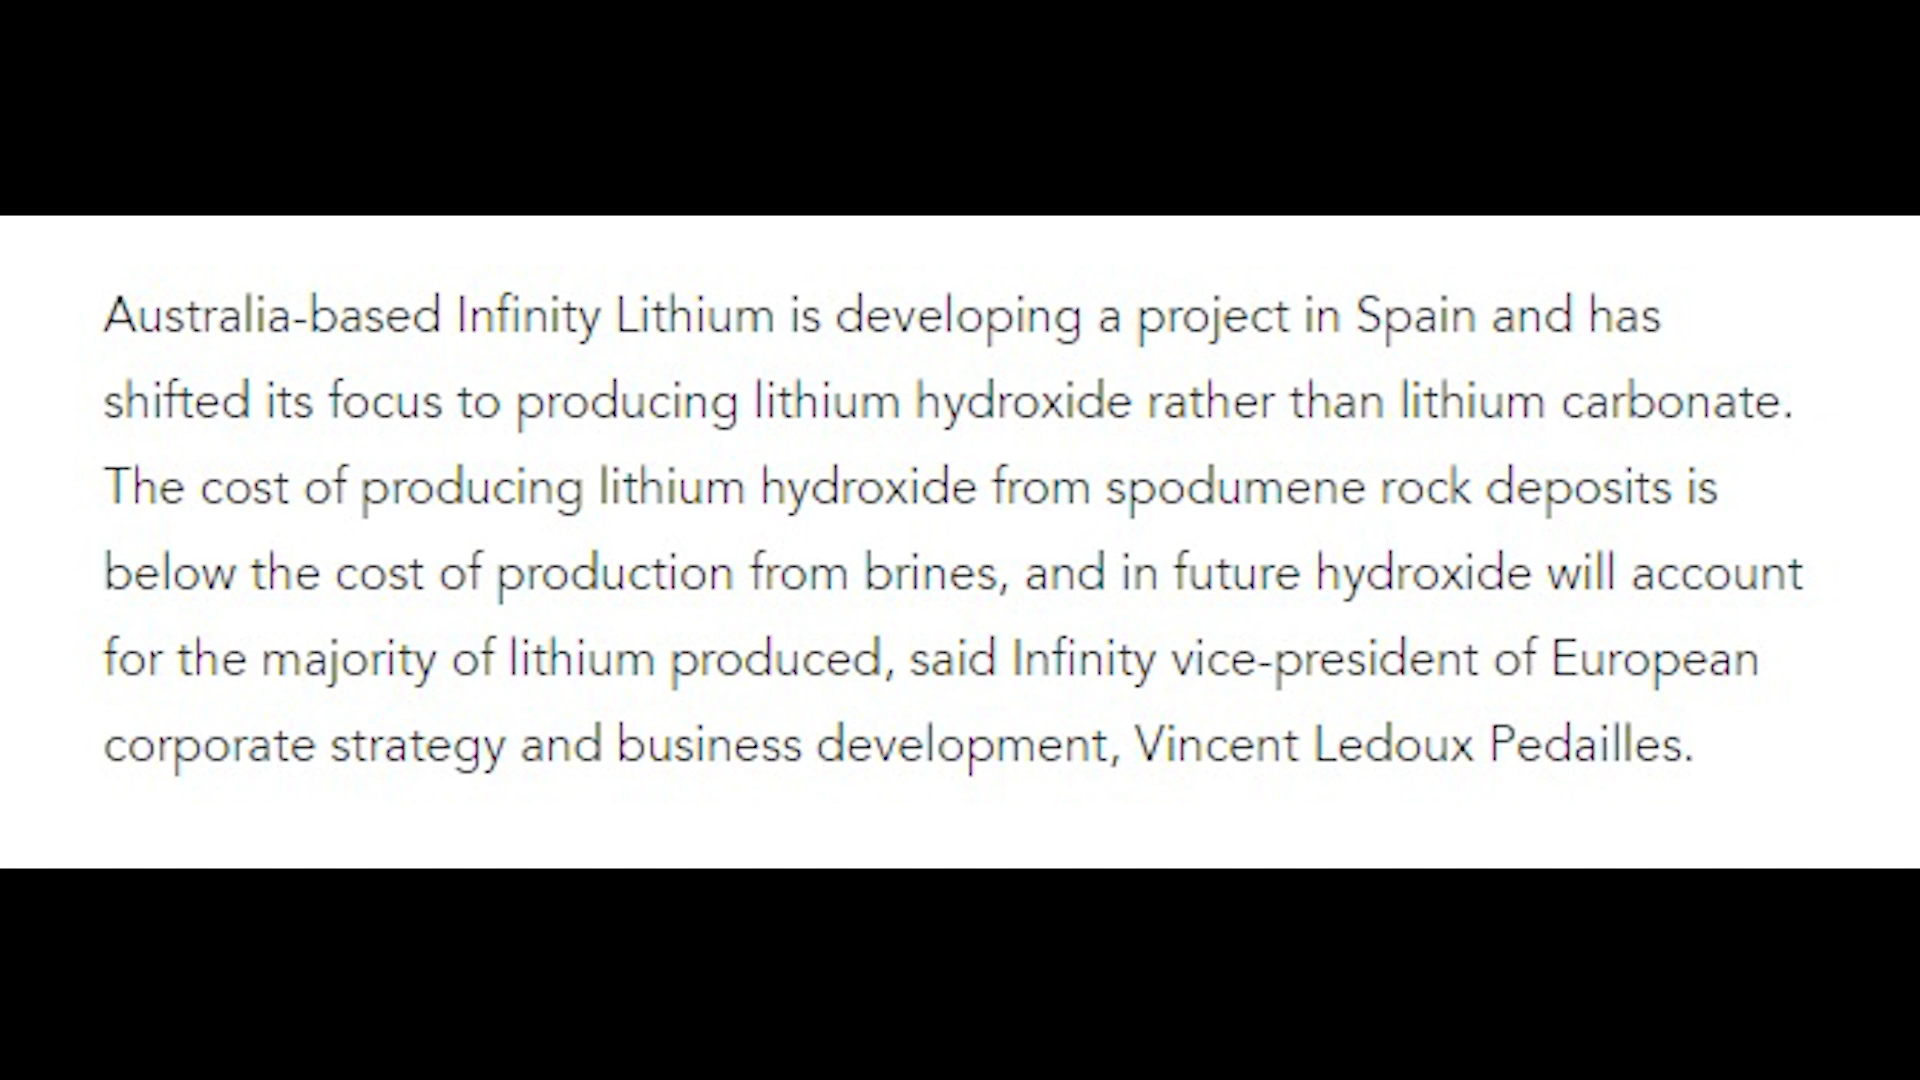 Australia-based Infinity Lithium is developing a project in Spain and has
shifted its focus to producing lithium hydroxide rather than lithium carbonate.
The cost of producing lithium hydroxide from spodumene rock deposits is
below the cost of production from brines, and in future hydroxide will account
for the majority of lithium produced, said Infinity vice-president of European
corporate strategy and business development, Vincent Ledoux Pedailles.